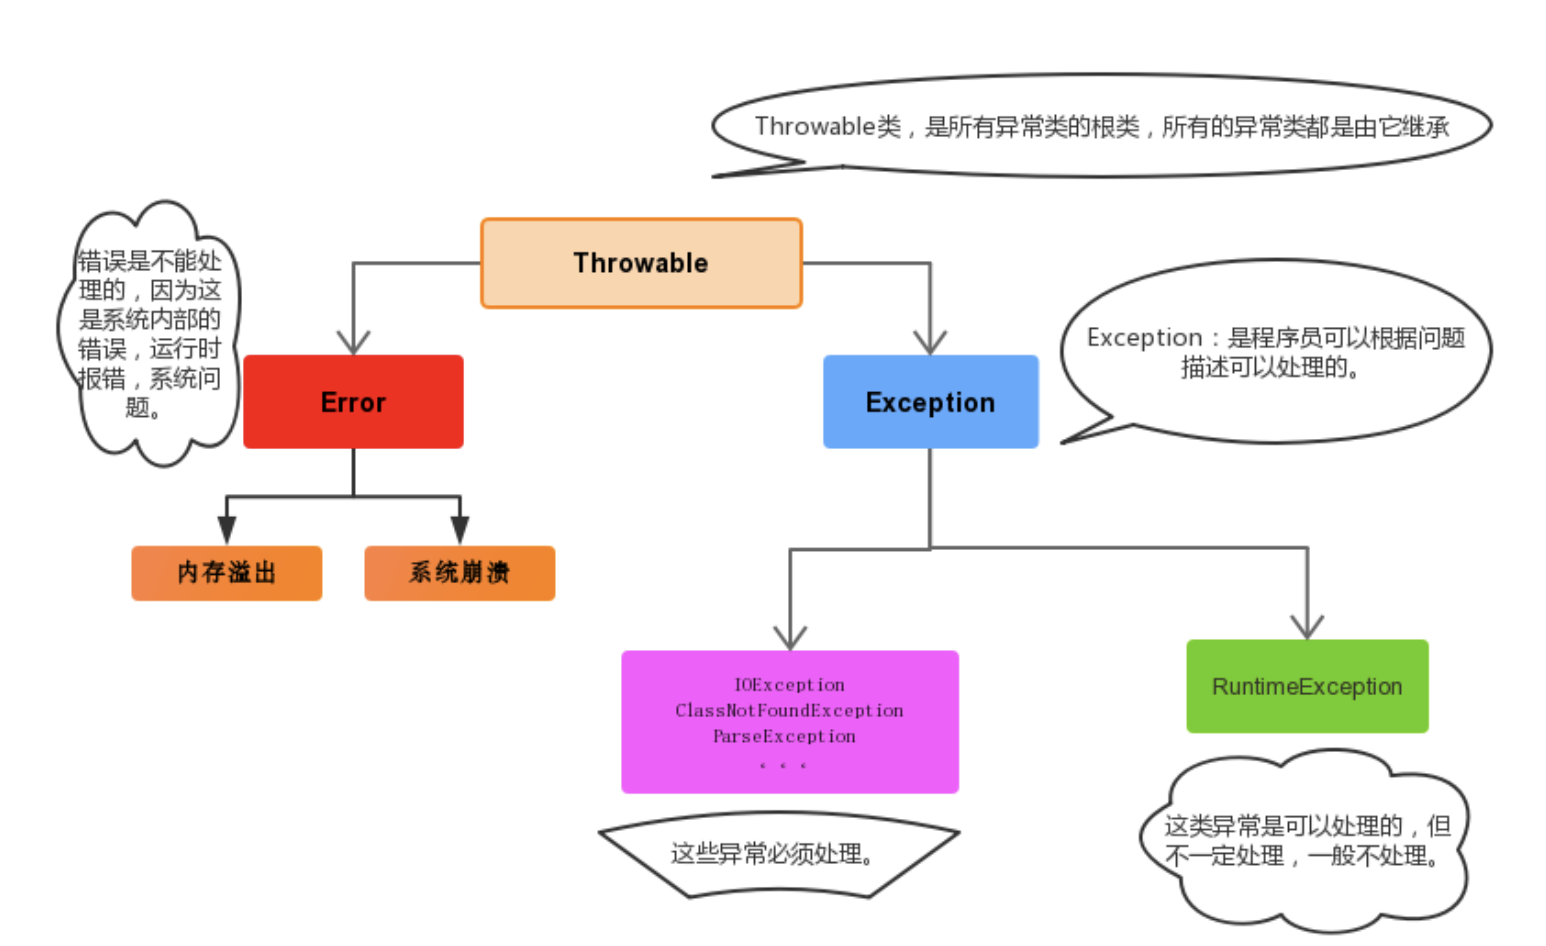 Throwable类，是所有异常类的根类，所有的异常类都是由它继承
Throwable
错误是不能处
理的，因为这
是系统内部的
错误，运行时
报错，系统问
题。
Error
Exception
Exception：是程序员可以根据问题
描述可以处理的。
内存溢出
系统崩溃
IOException
ClassNotFoundException
ParseException
。。。
RuntimeException
这些异常必须处理。
这类异常是可以处理的，但
不一定处理，一般不处理。